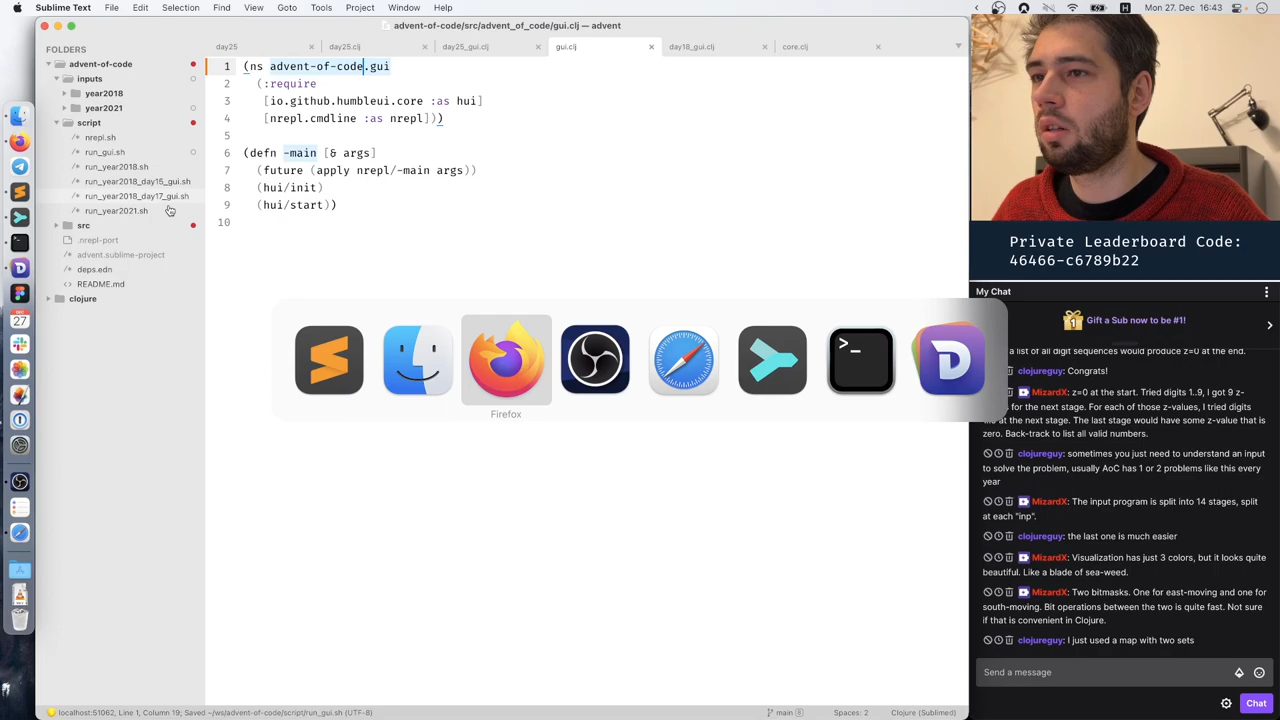 Sublime Text File Edit Selection Find View Goto Tools Project Window Help
Mon 27. Dec 16:43
advent-of-code/src/advent_of_code/gui.clj — advent
FOLDERS
advent-of-code
inputs
year2018
year2021
script
nrepl.sh
run_gui.sh
run_year2018.sh
run_year2018_day15_gui.sh
run_year2018_day17_gui.sh
run_year2021.sh
src
.nrepl-port
advent.sublime-project
deps.edn
README.md
clojure
day25
day25.clj
day25_gui.clj
gui.clj
day18_gui.clj
core.clj
1 (ns advent-of-code.gui
2 (:require
3 [io.github.humbleui.core :as hui]
4 [nrepl.cmdline :as nrepl]))
5
6 (defn -main [& args]
7 (future (apply nrepl/-main args))
8 (hui/init)
9 (hui/start))
10
Firefox
DEC
27
localhost:51062, Line 1, Column 19; Saved ~/ws/advent-of-code/script/run_gui.sh (UTF-8)
main
Spaces: 2
Clojure (Sublimed)
Private Leaderboard Code:
46466-c6789b22
My Chat
1 Gift a Sub now to be #1!
a list of all digit sequences would produce z=0 at the end.
clojureguy: Congrats!
MizardX: z=0 at the start. Tried digits 1..9, I got 9 z-
for the next stage. For each of those z-values, I tried digits
at the next stage. The last stage would have some z-value that is
zero. Back-track to list all valid numbers.
clojureguy: sometimes you just need to understand an input
to solve the problem, usually AoC has 1 or 2 problems like this every
year
MizardX: The input program is split into 14 stages, split
at each "inp".
clojureguy: the last one is much easier
MizardX: Visualization has just 3 colors, but it looks quite
beautiful. Like a blade of sea-weed.
MizardX: Two bitmasks. One for east-moving and one for
south-moving. Bit operations between the two is quite fast. Not sure
if that is convenient in Clojure.
clojureguy: I just used a map with two sets
Send a message
Chat